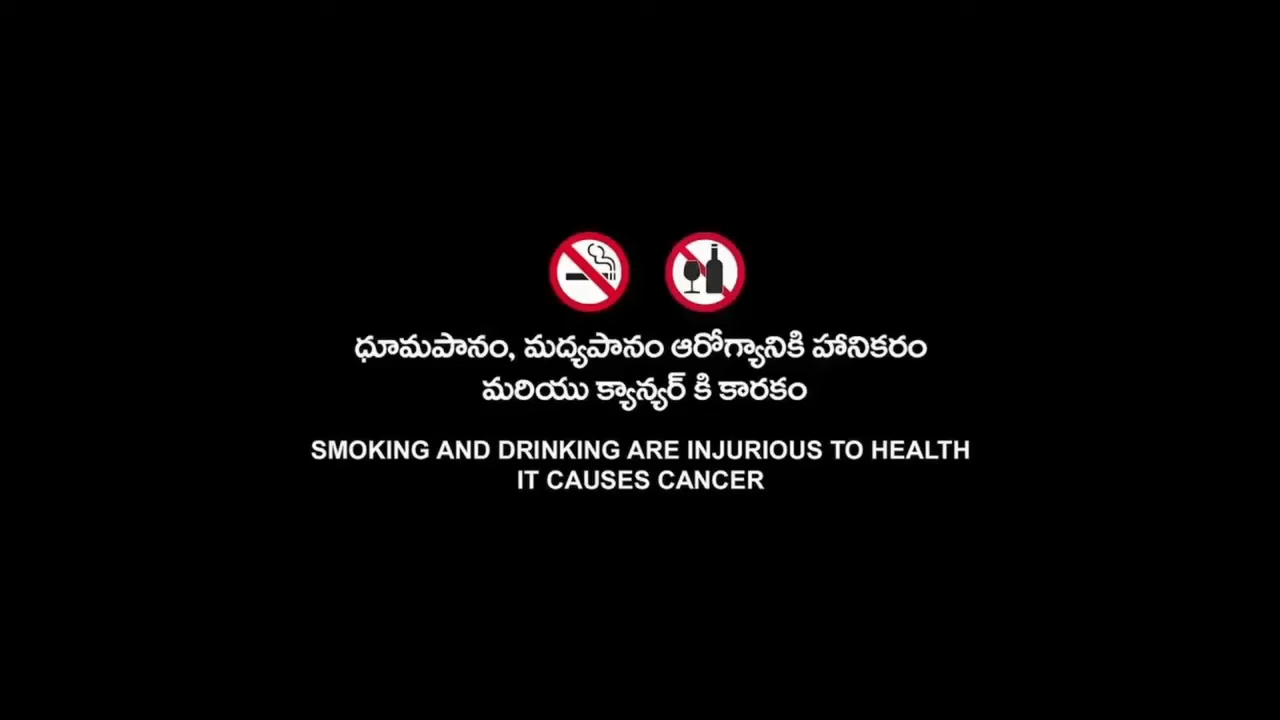 ధూమపానం, మద్యపానం ఆరోగ్యానికి హానికరం
మరియు క్యాన్సర్ కి కారకం
SMOKING AND DRINKING ARE INJURIOUS TO HEALTH
IT CAUSES CANCER